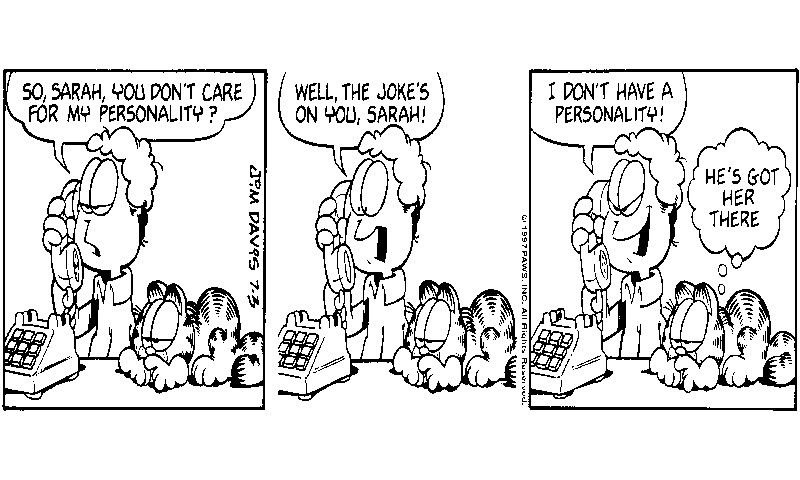 SO, SARAH, YOU DON'T CARE
FOR MY PERSONALITY?
JIM DAVIS 7-3
WELL, THE JOKE'S
ON YOU, SARAH!
© 1997 PAWS, INC. All Rights Reserved.
I DON'T HAVE A
PERSONALITY!
HE'S GOT
HER
THERE